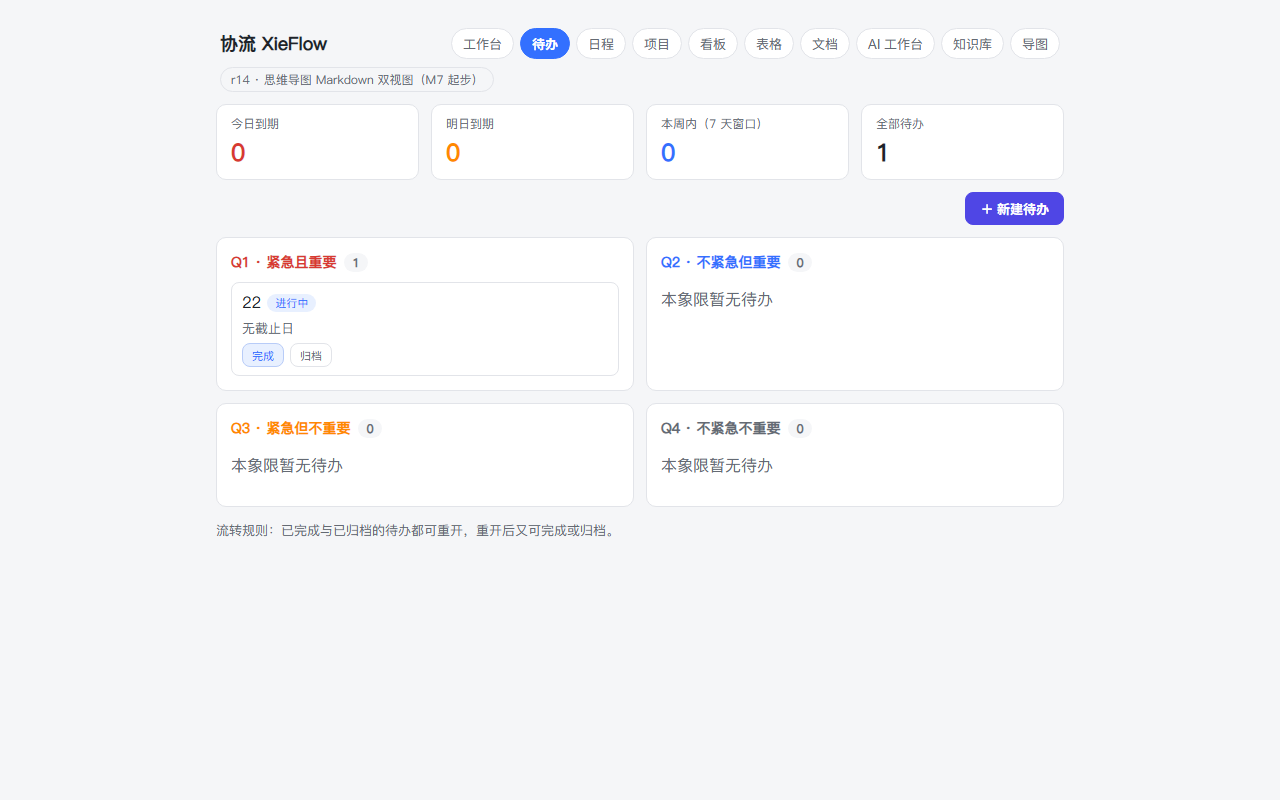 协流 XieFlow
工作台 待办 日程 项目 看板 表格 文档 AI 工作台 知识库 导图
r14 · 思维导图 Markdown 双视图（M7 起步）
今日到期 明日到期 本周内（7 天窗口） 全部待办
0 0 0 1
＋ 新建待办
Q1 · 紧急且重要 1
22 进行中
无截止日
完成 归档
Q2 · 不紧急但重要 0
本象限暂无待办
Q3 · 紧急但不重要 0
本象限暂无待办
Q4 · 不紧急不重要 0
本象限暂无待办
流转规则：已完成与已归档的待办都可重开，重开后又可完成或归档。